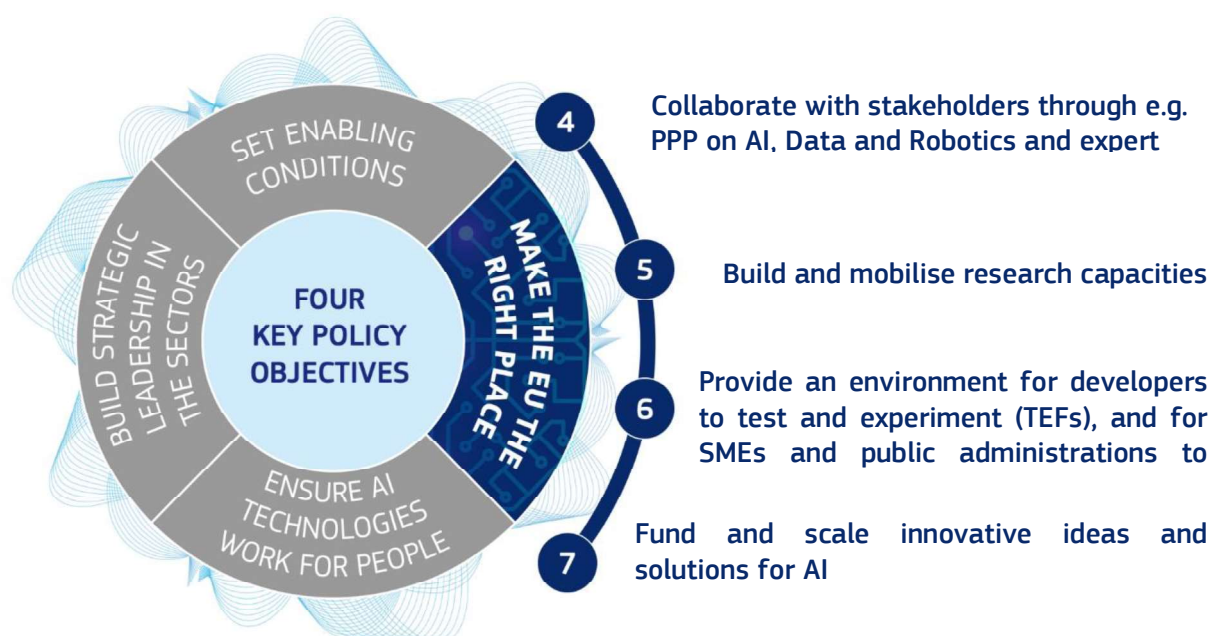 SET ENABLING
CONDITIONS
BUILD STRATEGIC
LEADERSHIP IN
THE SECTORS
FOUR
KEY POLICY
OBJECTIVES
MAKE THE EU THE
RIGHT PLACE
ENSURE AI
TECHNOLOGIES
WORK FOR PEOPLE
4
Collaborate with stakeholders through e.g.
PPP on AI, Data and Robotics and expert
5
Build and mobilise research capacities
6
Provide an environment for developers
to test and experiment (TEFs), and for
SMEs and public administrations to
7
Fund and scale innovative ideas and
solutions for AI